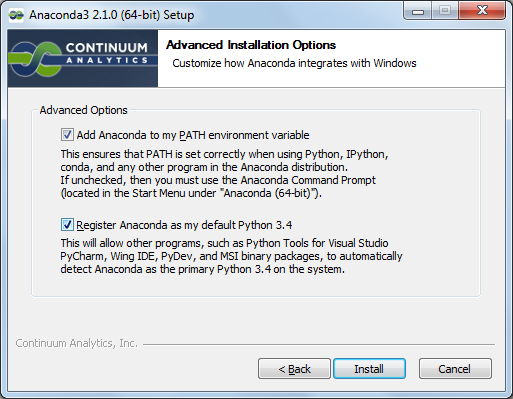 Anaconda3 2.1.0 (64-bit) Setup
CONTINUUM
ANALYTICS
Advanced Installation Options
Customize how Anaconda integrates with Windows
Advanced Options
Add Anaconda to my PATH environment variable
This ensures that PATH is set correctly when using Python, IPython,
conda, and any other program in the Anaconda distribution.
If unchecked, then you must use the Anaconda Command Prompt
(located in the Start Menu under "Anaconda (64-bit)").
Register Anaconda as my default Python 3.4
This will allow other programs, such as Python Tools for Visual Studio
PyCharm, Wing IDE, PyDev, and MSI binary packages, to automatically
detect Anaconda as the primary Python 3.4 on the system.
Continuum Analytics, Inc.
< Back
Install
Cancel